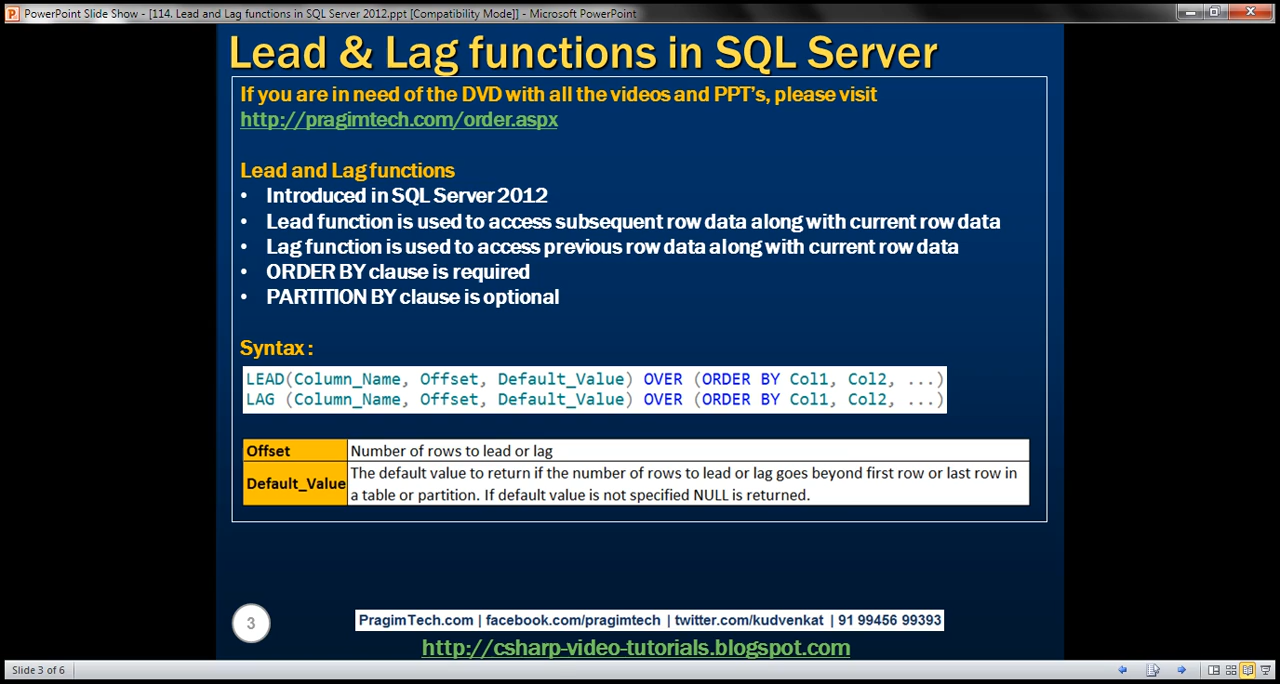 PowerPoint Slide Show - [114. Lead and Lag functions in SQL Server 2012.ppt [Compatibility Mode]] - Microsoft PowerPoint
Lead & Lag functions in SQL Server
If you are in need of the DVD with all the videos and PPT's, please visit
http://pragimtech.com/order.aspx
Lead and Lag functions
• Introduced in SQL Server 2012
• Lead function is used to access subsequent row data along with current row data
• Lag function is used to access previous row data along with current row data
• ORDER BY clause is required
• PARTITION BY clause is optional
Syntax :
LEAD(Column_Name, Offset, Default_Value) OVER (ORDER BY Col1, Col2, ...)
LAG (Column_Name, Offset, Default_Value) OVER (ORDER BY Col1, Col2, ...)
Offset Number of rows to lead or lag
Default_Value The default value to return if the number of rows to lead or lag goes beyond first row or last row in
a table or partition. If default value is not specified NULL is returned.
3
PragimTech.com | facebook.com/pragimtech | twitter.com/kudvenkat | 91 99456 99393
http://csharp-video-tutorials.blogspot.com
Slide 3 of 6